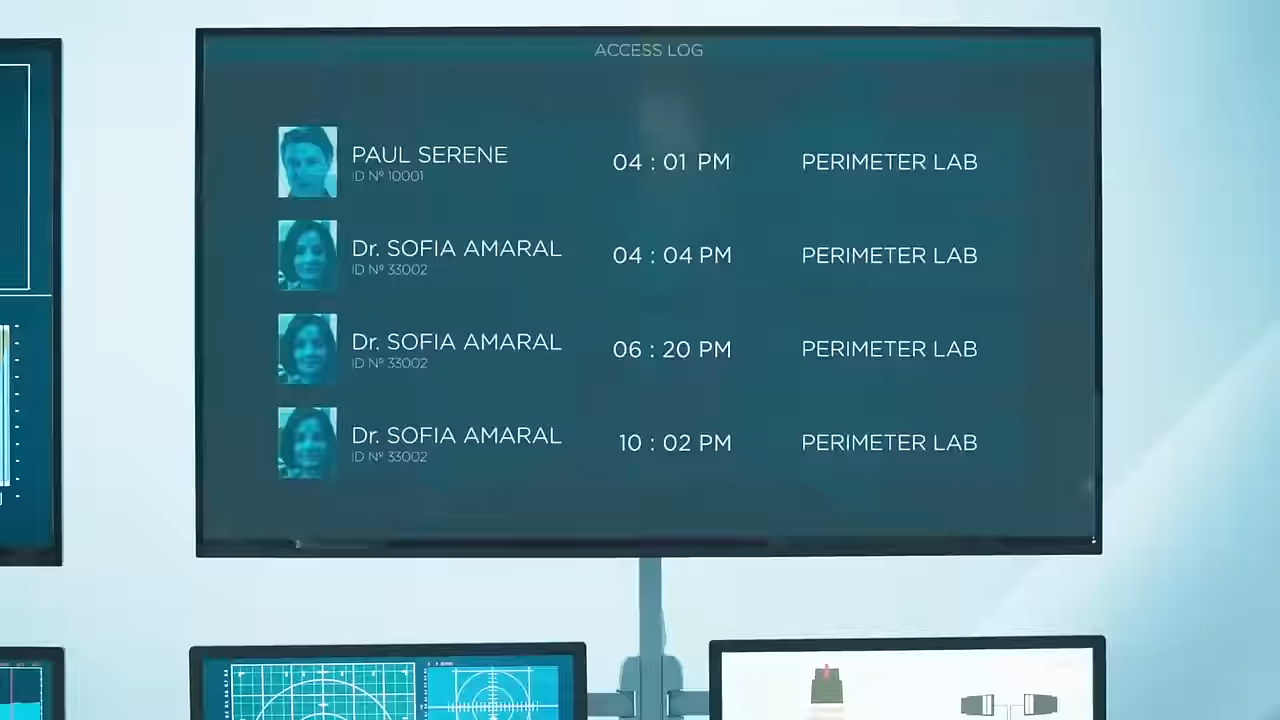 ACCESS LOG
PAUL SERENE
ID Nº 10001
04 : 01 PM
PERIMETER LAB
Dr. SOFIA AMARAL
ID Nº 33002
04 : 04 PM
PERIMETER LAB
Dr. SOFIA AMARAL
ID Nº 33002
06 : 20 PM
PERIMETER LAB
Dr. SOFIA AMARAL
ID Nº 33002
10 : 02 PM
PERIMETER LAB